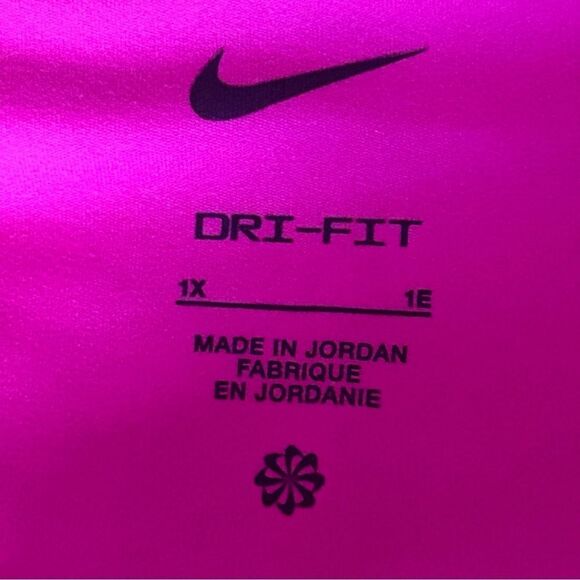 DRI-FIT
1X 1E
MADE IN JORDAN
FABRIQUE
EN JORDANIE